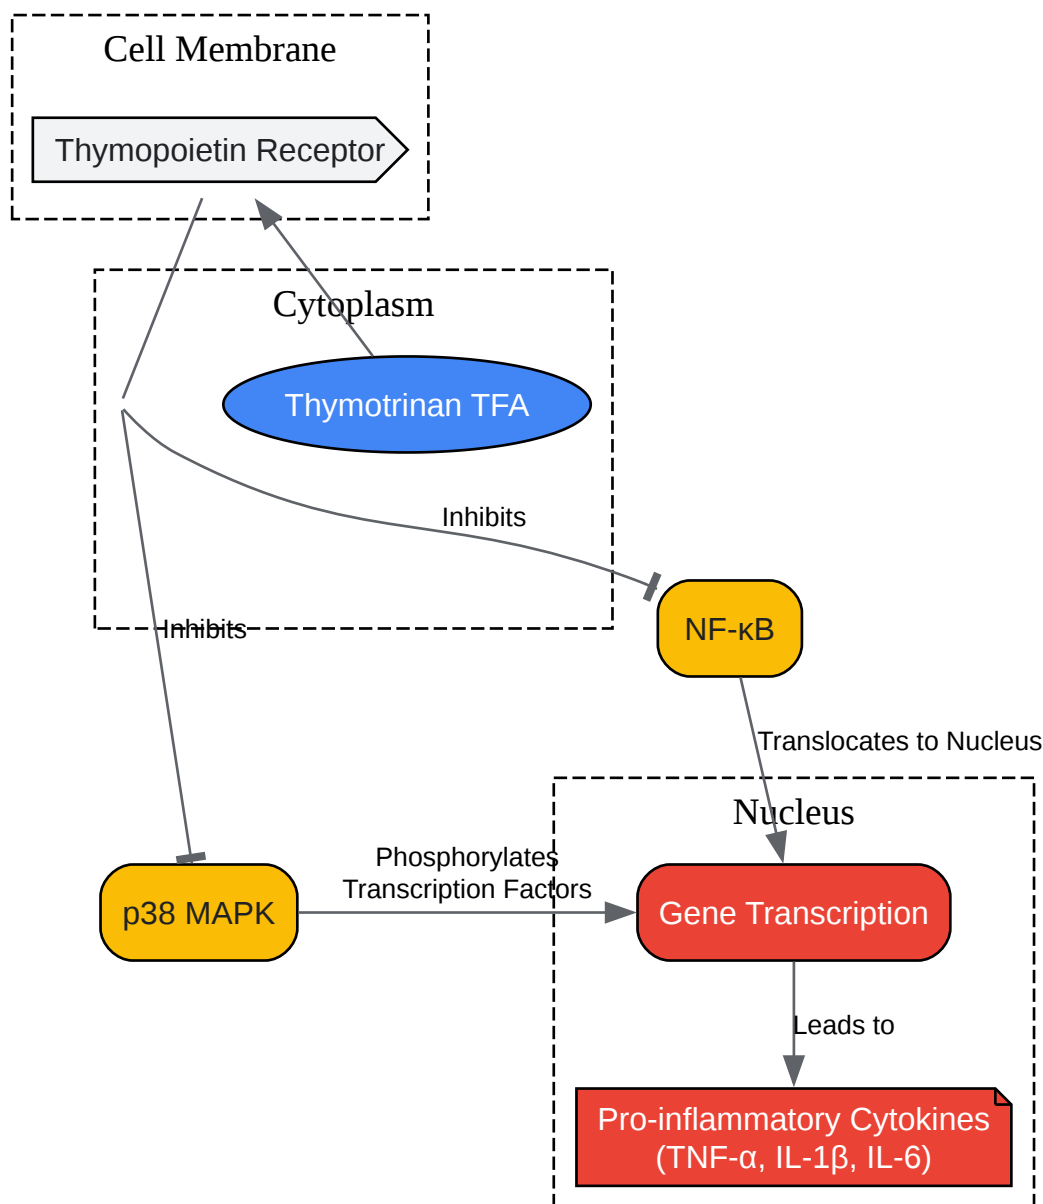 Cell Membrane
Thymopoietin Receptor
Cytoplasm
Thymotrinan TFA
Inhibits
Inhibits
NF-κB
Translocates to Nucleus
Nucleus
Phosphorylates
Transcription Factors
p38 MAPK
Gene Transcription
Leads to
Pro-inflammatory Cytokines
(TNF-α, IL-1β, IL-6)